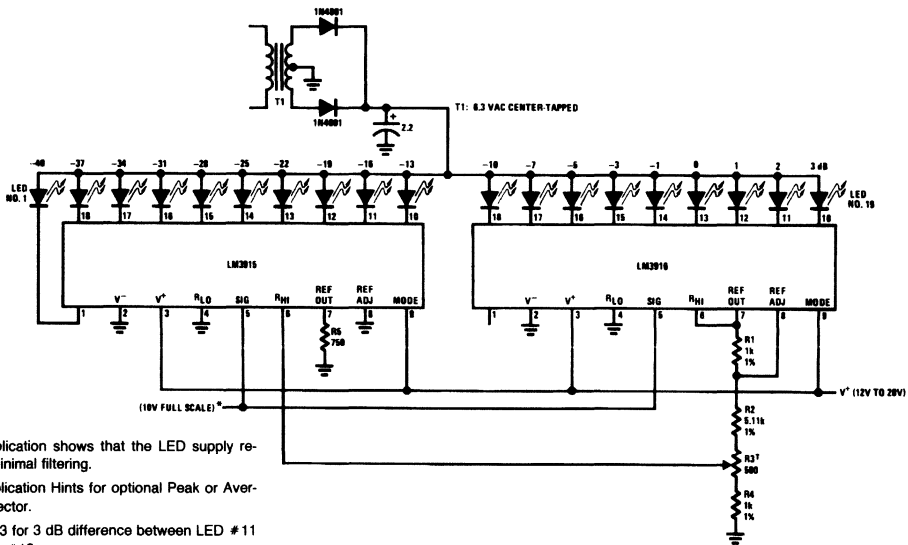 1N4001
T1
1N4001
T1: 6.3 VAC CENTER-TAPPED
+
2.2
-40 -37 -34 -31 -28 -25 -22 -19 -16 -13 -10 -7 -5 -3 -1 0 1 2 3 dB
LED NO. 1
LED NO. 19
18 17 16 15 14 13 12 11 10
18 17 16 15 14 13 12 11 10
LM3915
LM3916
V− V+ RLO SIG RHI REF OUT REF ADJ MODE
V− V+ RLO SIG RHI REF OUT REF ADJ MODE
1 2 3 4 5 6 7 8 9
1 2 3 4 5 6 7 8 9
R5
750
R1
1k
1%
V+ (12V TO 20V)
(10V FULL SCALE)*
R2
5.11k
1%
R3†
500
R4
1k
1%
plication shows that the LED supply re-
inimal filtering.
plication Hints for optional Peak or Aver-
ector.
3 for 3 dB difference between LED #11